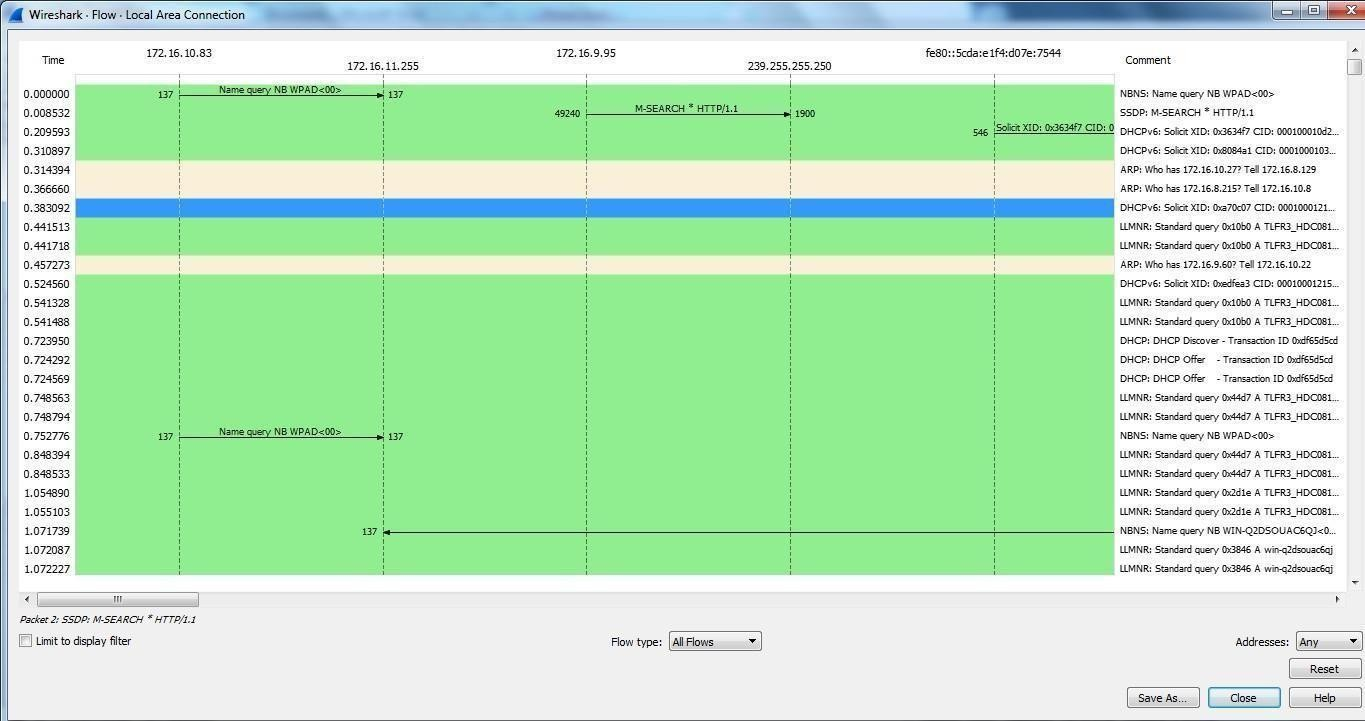 Wireshark · Flow · Local Area Connection
172.16.10.83 172.16.9.95 fe80::5cda:e1f4:d07e:7544
Time 172.16.11.255 239.255.255.250 Comment
0.000000 137 Name query NB WPAD<00> 137 NBNS: Name query NB WPAD<00>
0.008532 49240 M-SEARCH * HTTP/1.1 1900 SSDP: M-SEARCH * HTTP/1.1
0.209593 546 Solicit XID: 0x3634f7 CID: 0 DHCPv6: Solicit XID: 0x3634f7 CID: 000100010d2...
0.310897 DHCPv6: Solicit XID: 0x8084a1 CID: 0001000103...
0.314394 ARP: Who has 172.16.10.27? Tell 172.16.8.129
0.366660 ARP: Who has 172.16.8.215? Tell 172.16.10.8
0.383092 DHCPv6: Solicit XID: 0xa70c07 CID: 0001000121...
0.441513 LLMNR: Standard query 0x10b0 A TLFR3_HDC081...
0.441718 LLMNR: Standard query 0x10b0 A TLFR3_HDC081...
0.457273 ARP: Who has 172.16.9.60? Tell 172.16.10.22
0.524560 DHCPv6: Solicit XID: 0xedfea3 CID: 00010001215...
0.541328 LLMNR: Standard query 0x10b0 A TLFR3_HDC081...
0.541488 LLMNR: Standard query 0x10b0 A TLFR3_HDC081...
0.723950 DHCP: DHCP Discover - Transaction ID 0xdf65d5cd
0.724292 DHCP: DHCP Offer - Transaction ID 0xdf65d5cd
0.724569 DHCP: DHCP Offer - Transaction ID 0xdf65d5cd
0.748563 LLMNR: Standard query 0x44d7 A TLFR3_HDC081...
0.748794 LLMNR: Standard query 0x44d7 A TLFR3_HDC081...
0.752776 137 Name query NB WPAD<00> 137 NBNS: Name query NB WPAD<00>
0.848394 LLMNR: Standard query 0x44d7 A TLFR3_HDC081...
0.848533 LLMNR: Standard query 0x44d7 A TLFR3_HDC081...
1.054890 LLMNR: Standard query 0x2d1e A TLFR3_HDC081...
1.055103 LLMNR: Standard query 0x2d1e A TLFR3_HDC081...
1.071739 137 NBNS: Name query NB WIN-Q2DSOUAC6QJ<0...
1.072087 LLMNR: Standard query 0x3846 A win-q2dsouac6qj
1.072227 LLMNR: Standard query 0x3846 A win-q2dsouac6qj
Packet 2: SSDP: M-SEARCH * HTTP/1.1
Limit to display filter Flow type: All Flows Addresses: Any
Reset
Save As... Close Help